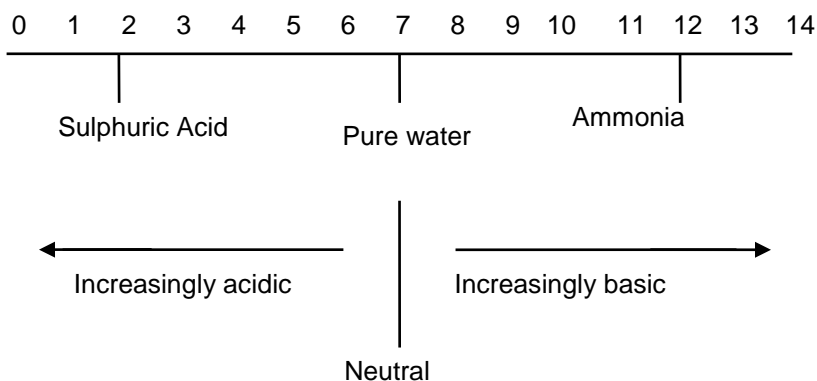 0 1 2 3 4 5 6 7 8 9 10 11 12 13 14
Sulphuric Acid
Pure water
Ammonia
Increasingly acidic
Increasingly basic
Neutral